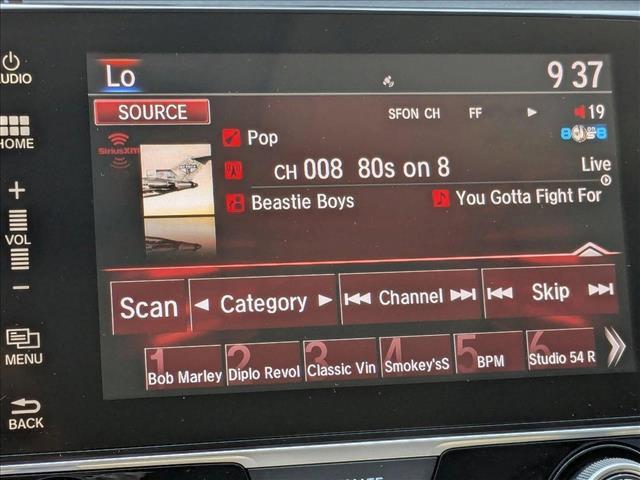 Lo
9 37
AUDIO
SOURCE
SFON CH FF
19
HOME
SiriusXM
Pop
CH 008 80s on 8
Live
Beastie Boys
You Gotta Fight For
+
VOL
−
Scan
Category
Channel
Skip
MENU
1 Bob Marley
2 Diplo Revol
3 Classic Vin
4 Smokey'sS
5 BPM
6 Studio 54 R
BACK